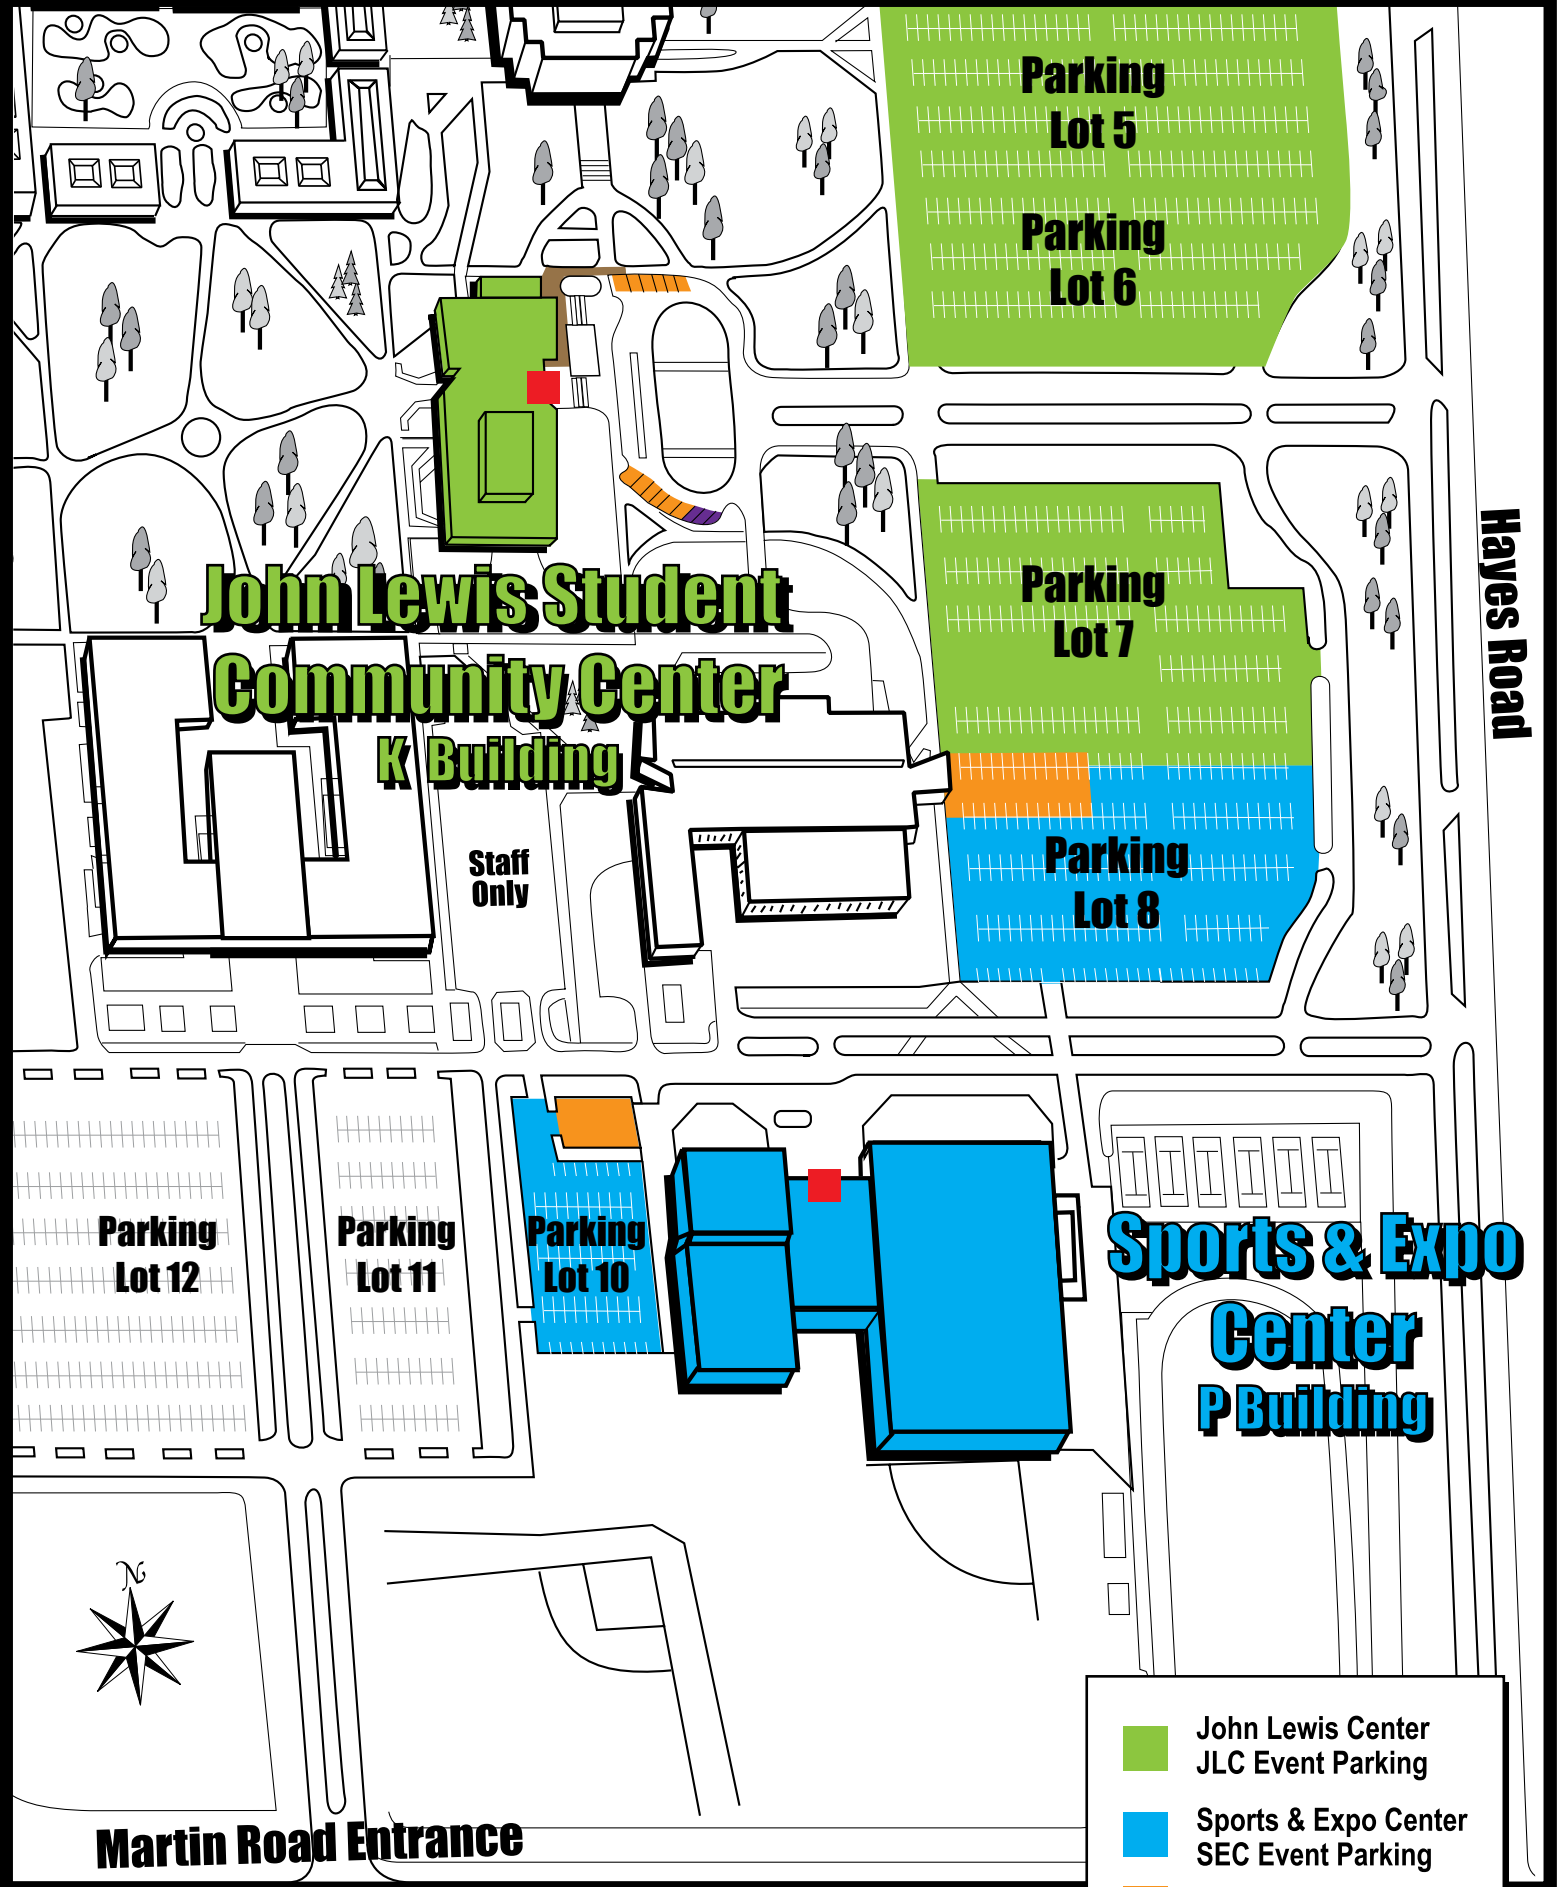 Parking
Lot 5
Parking
Lot 6
Hayes Road
John Lewis Student
Community Center
K Building
Parking
Lot 7
Staff
Only
Parking
Lot 8
Parking
Lot 12
Parking
Lot 11
Parking
Lot 10
Sports & Expo
Center
P Building
N
John Lewis Center
JLC Event Parking
Sports & Expo Center
SEC Event Parking
Martin Road Entrance